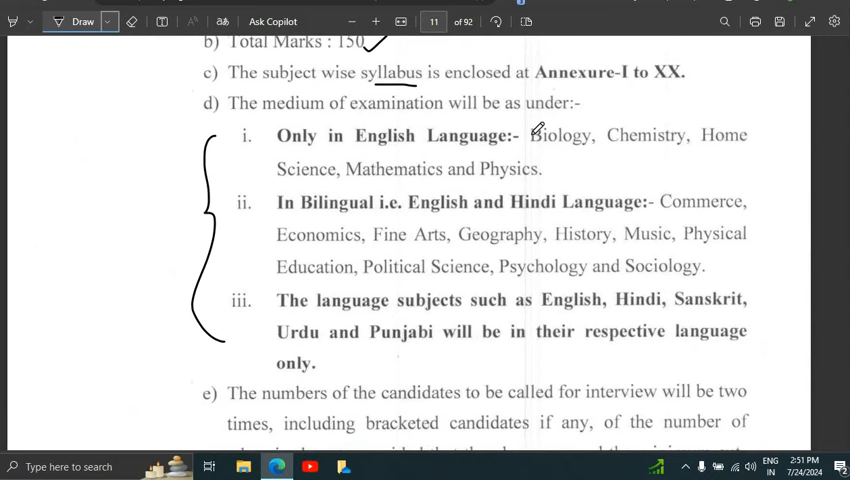 Draw
Ask Copilot
11 of 92
b) Total Marks : 150
c) The subject wise syllabus is enclosed at Annexure-I to XX.
d) The medium of examination will be as under:-
i. Only in English Language:- Biology, Chemistry, Home
Science, Mathematics and Physics.
ii. In Bilingual i.e. English and Hindi Language:- Commerce,
Economics, Fine Arts, Geography, History, Music, Physical
Education, Political Science, Psychology and Sociology.
iii. The language subjects such as English, Hindi, Sanskrit,
Urdu and Punjabi will be in their respective language
only.
e) The numbers of the candidates to be called for interview will be two
times, including bracketed candidates if any, of the number of
Type here to search
ENG 2:51 PM
IN 7/24/2024
2